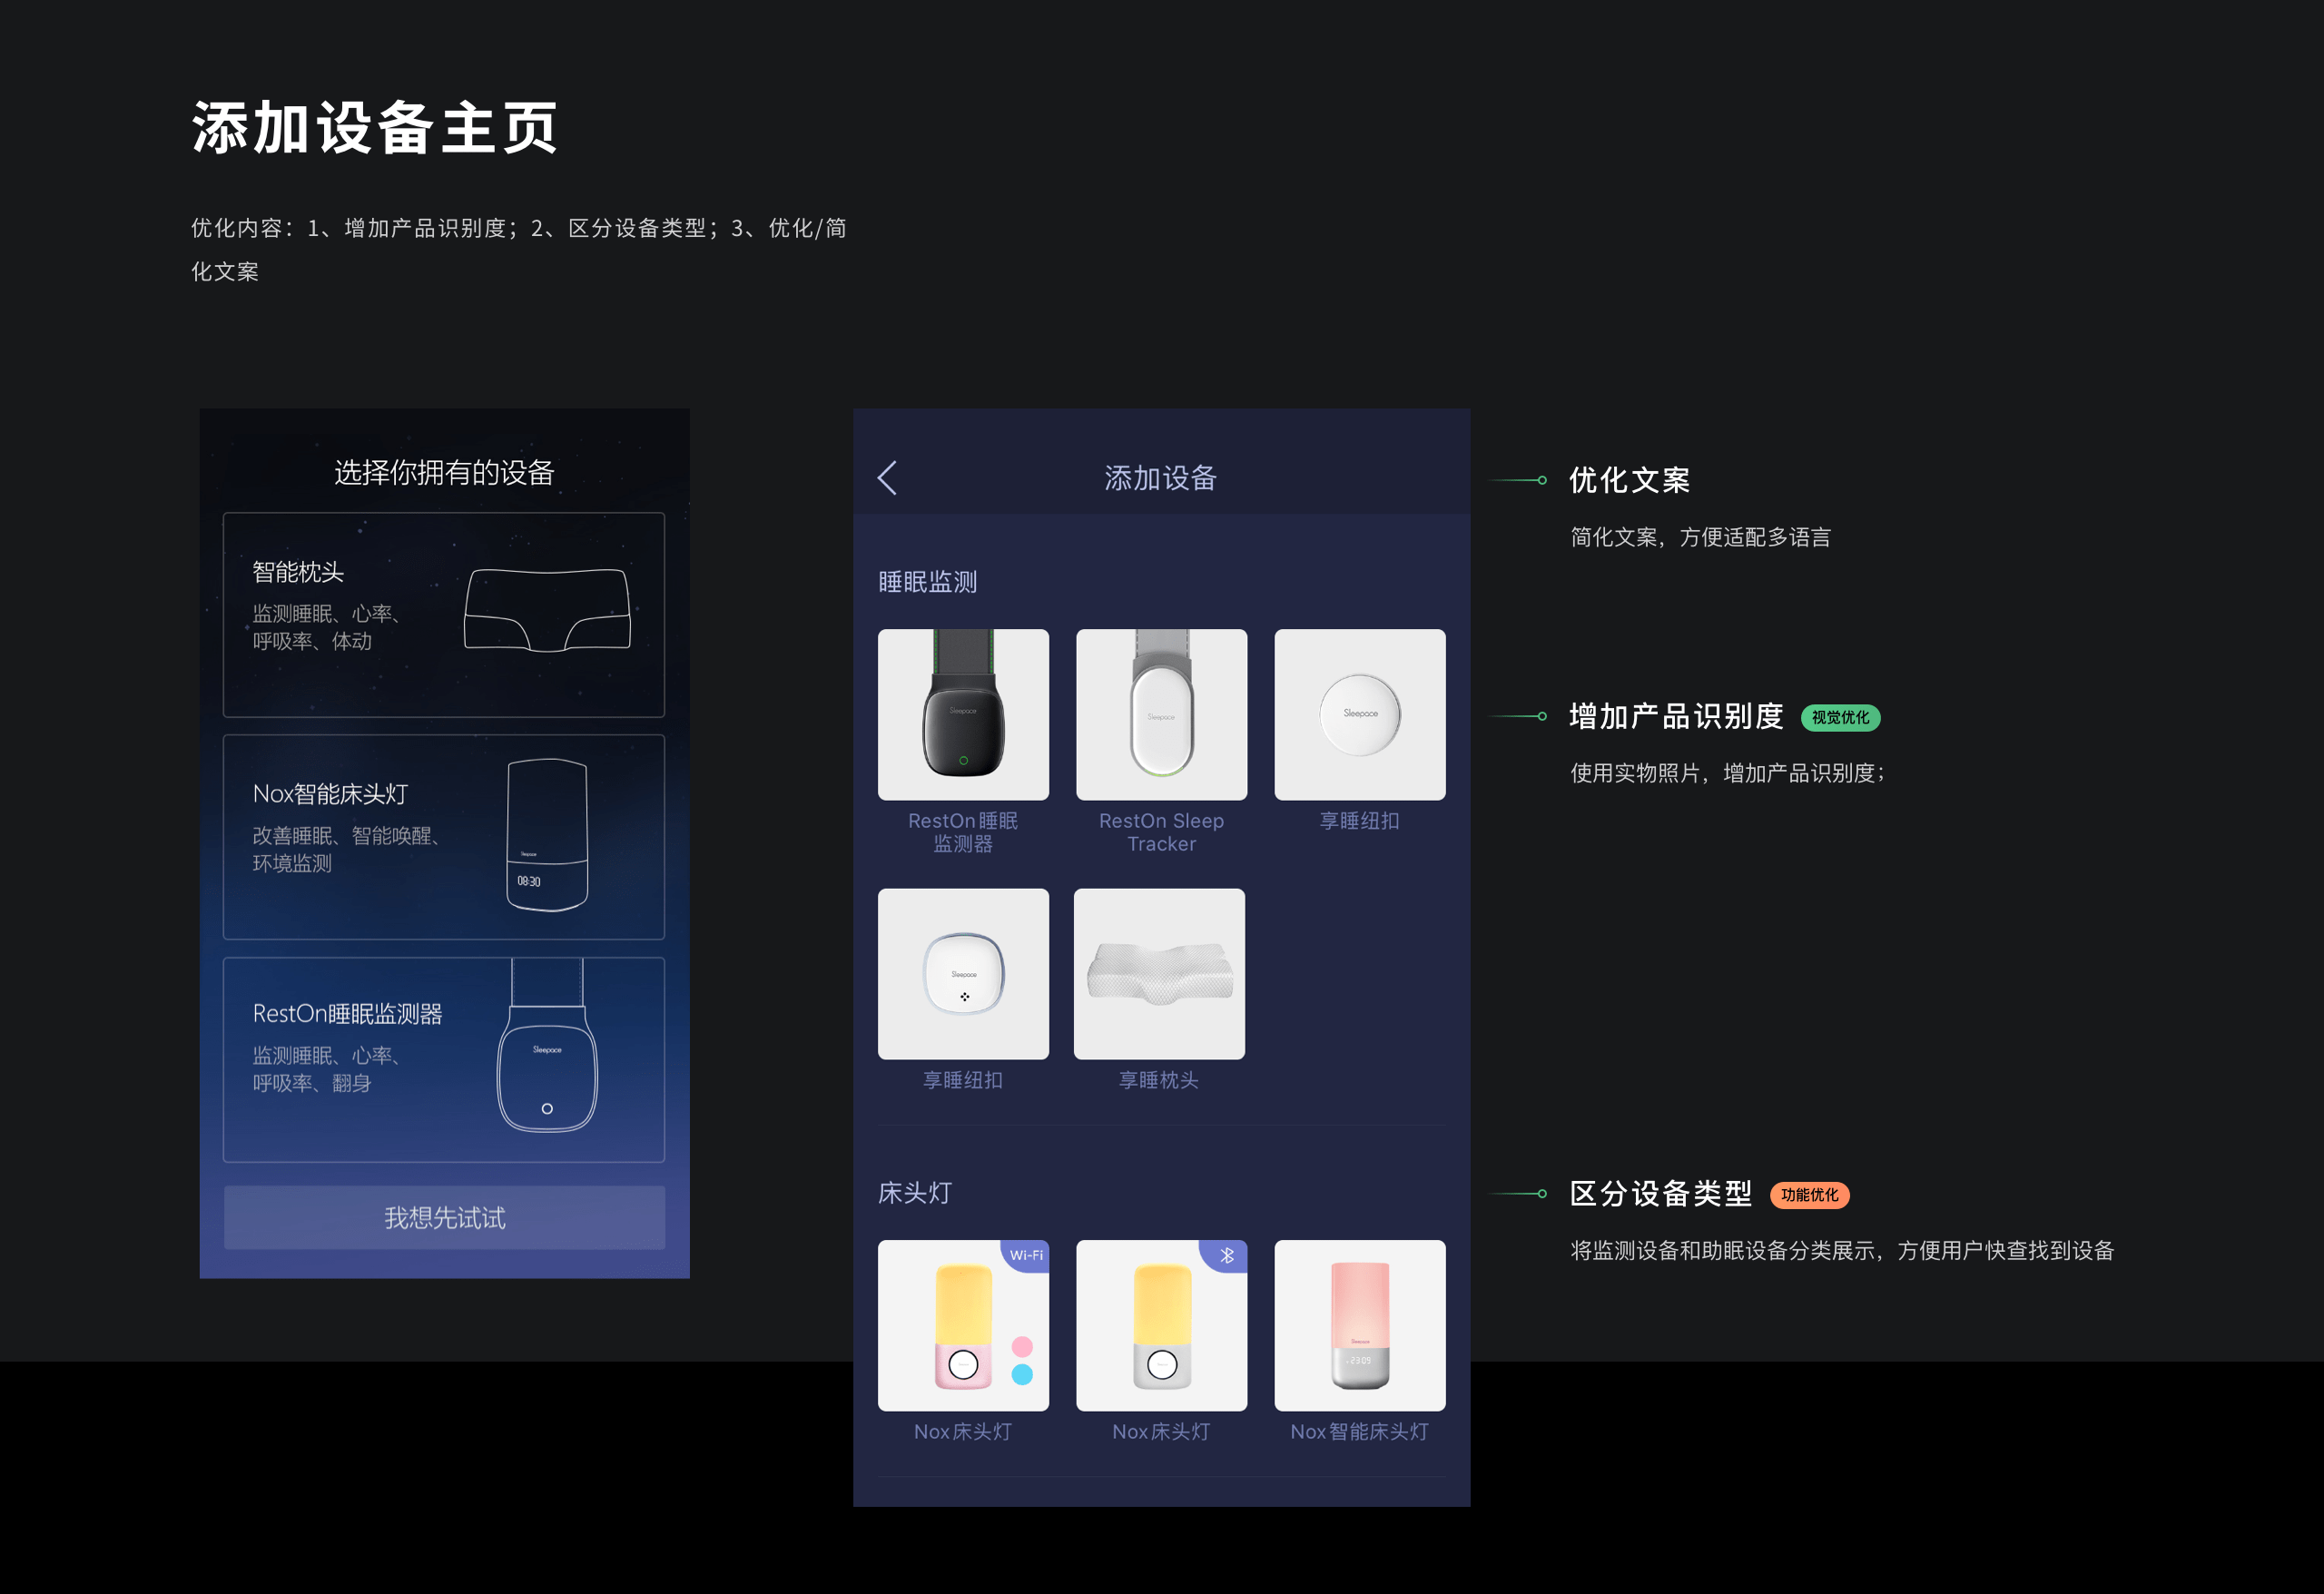 添加设备主页
优化内容：1、增加产品识别度；2、区分设备类型；3、优化/简
化文案
选择你拥有的设备
智能枕头
监测睡眠、心率、
呼吸率、体动
Nox智能床头灯
改善睡眠、智能唤醒、
环境监测
Sleepace
08:30
RestOn睡眠监测器
监测睡眠、心率、
呼吸率、翻身
Sleepace
我想先试试
添加设备
睡眠监测
Sleepace
Sleepace
Sleepace
RestOn睡眠
监测器
RestOn Sleep
Tracker
享睡纽扣
Sleepace
享睡纽扣
享睡枕头
床头灯
Wi-Fi
Sleepace
23:09
Nox床头灯
Nox床头灯
Nox智能床头灯
优化文案
简化文案，方便适配多语言
增加产品识别度
视觉优化
使用实物照片，增加产品识别度；
区分设备类型
功能优化
将监测设备和助眠设备分类展示，方便用户快查找到设备